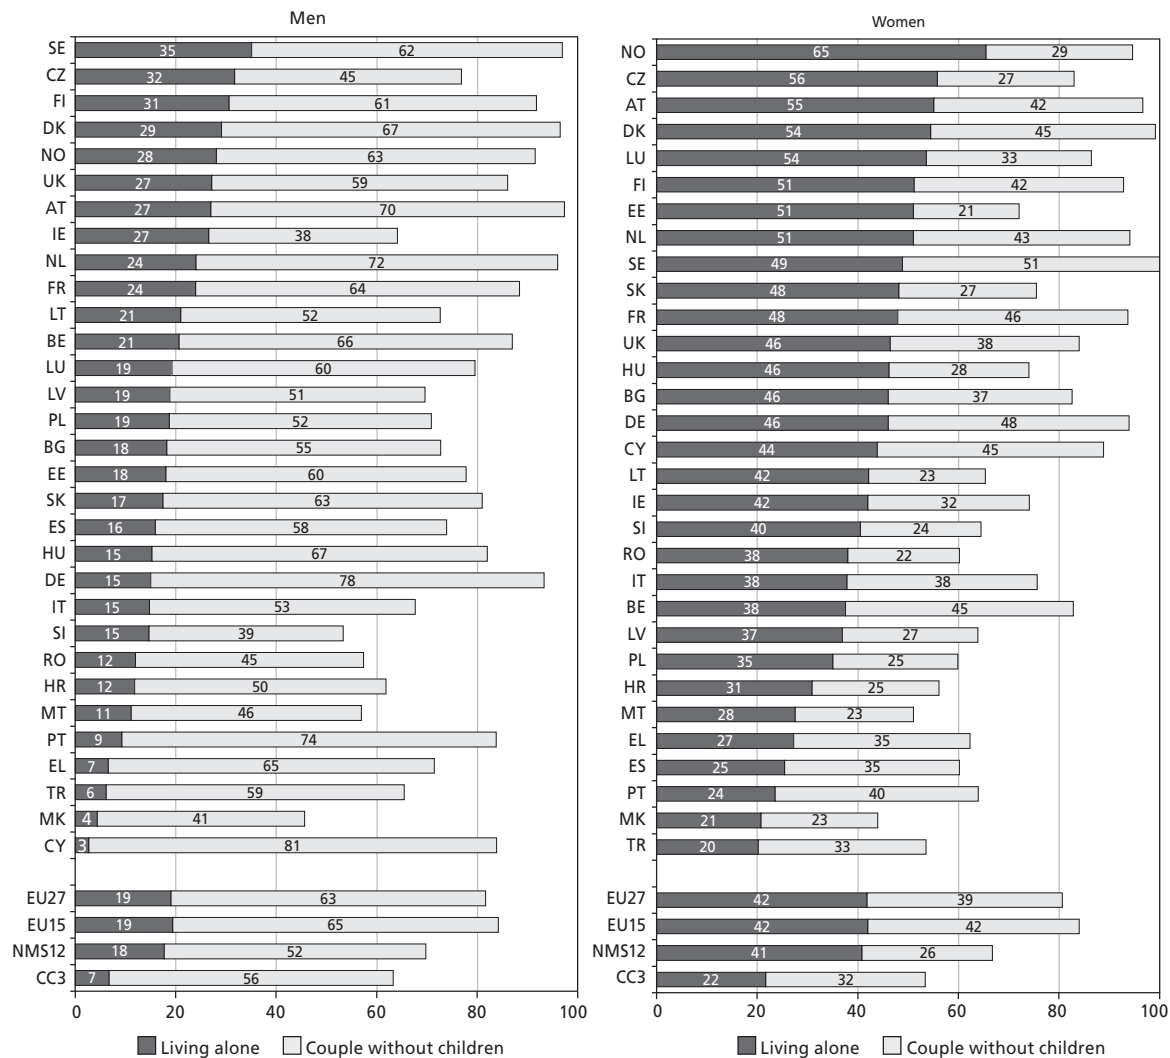 Men
SE 35 62
CZ 32 45
FI 31 61
DK 29 67
NO 28 63
UK 27 59
AT 27 70
IE 27 38
NL 24 72
FR 24 64
LT 21 52
BE 21 66
LU 19 60
LV 19 51
PL 19 52
BG 18 55
EE 18 60
SK 17 63
ES 16 58
HU 15 67
DE 15 78
IT 15 53
SI 15 39
RO 12 45
HR 12 50
MT 11 46
PT 9 74
EL 7 65
TR 6 59
MK 4 41
CY 3 81
EU27 19 63
EU15 19 65
NMS12 18 52
CC3 7 56
0 20 40 60 80 100
Living alone Couple without children
Women
NO 65 29
CZ 56 27
AT 55 42
DK 54 45
LU 54 33
FI 51 42
EE 51 21
NL 51 43
SE 49 51
SK 48 27
FR 48 46
UK 46 38
HU 46 28
BG 46 37
DE 46 48
CY 44 45
LT 42 23
IE 42 32
SI 40 24
RO 38 22
IT 38 38
BE 38 45
LV 37 27
PL 35 25
HR 31 25
MT 28 23
EL 27 35
ES 25 35
PT 24 40
MK 21 23
TR 20 33
EU27 42 39
EU15 42 42
NMS12 41 26
CC3 22 32
0 20 40 60 80 100
Living alone Couple without children